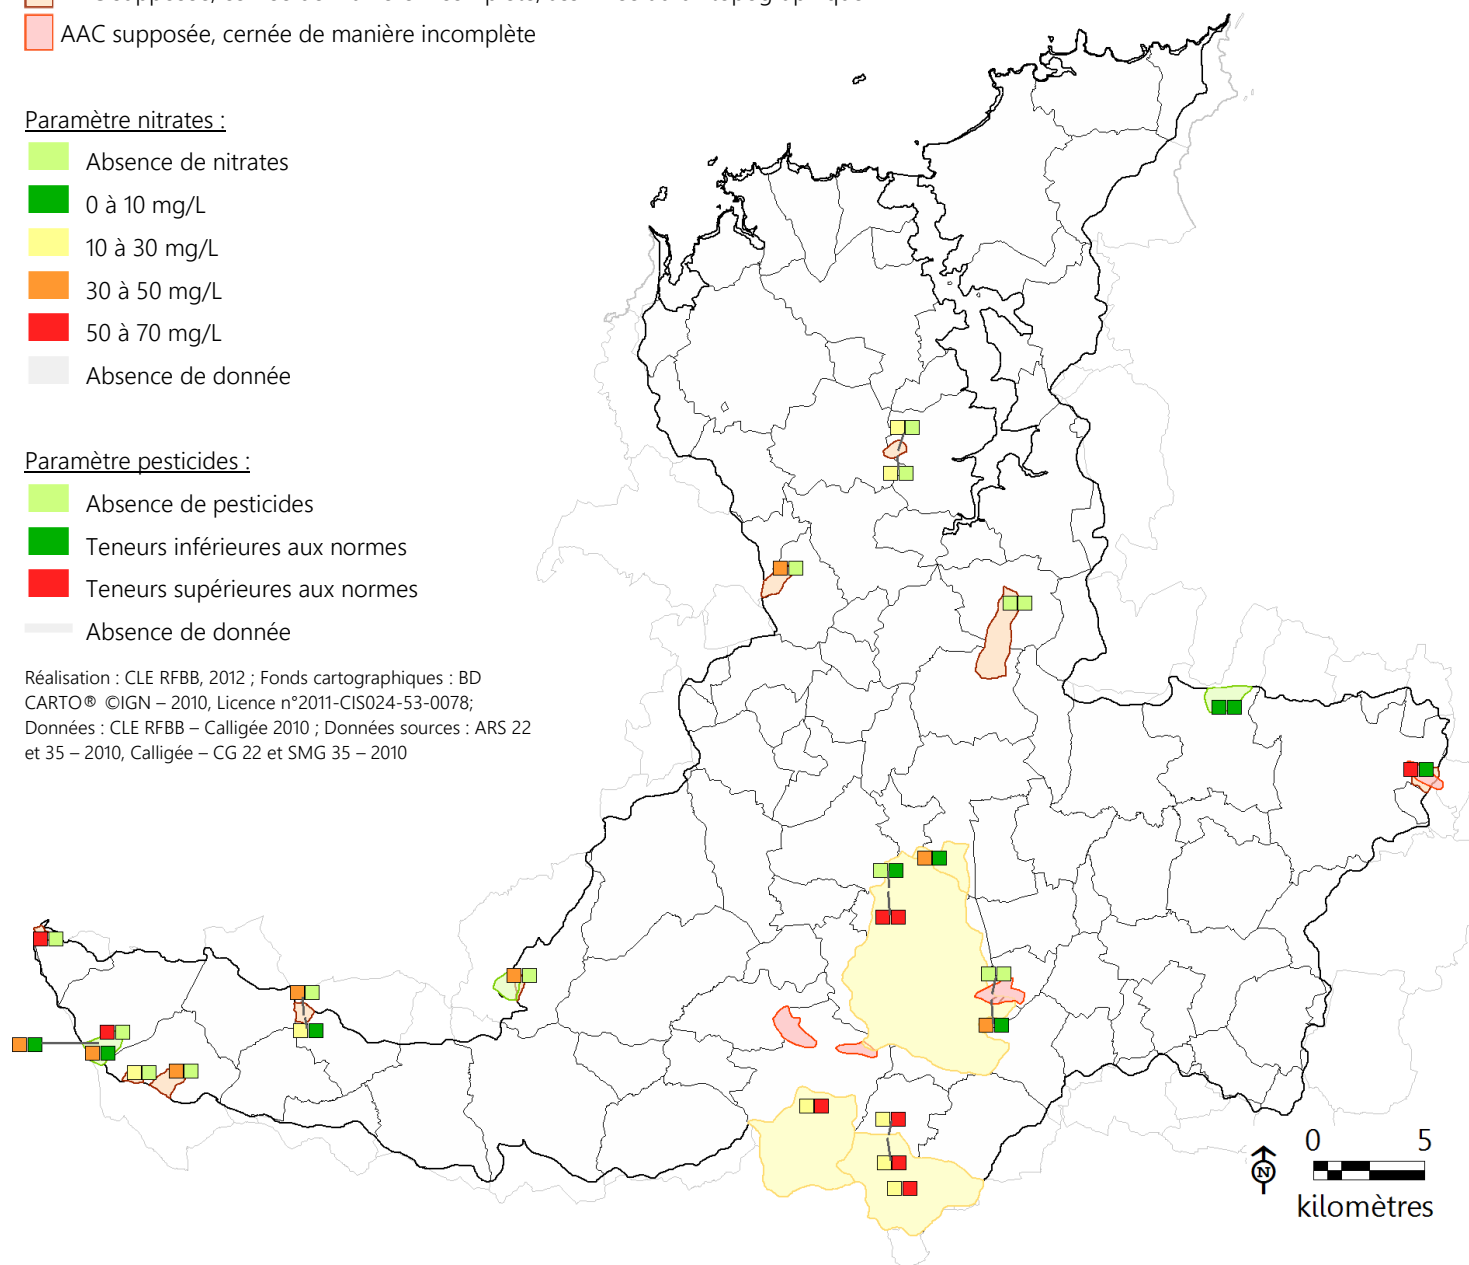 AAC supposée, cernée de manière incomplète
Paramètre nitrates :
Absence de nitrates
0 à 10 mg/L
10 à 30 mg/L
30 à 50 mg/L
50 à 70 mg/L
Absence de donnée
Paramètre pesticides :
Absence de pesticides
Teneurs inférieures aux normes
Teneurs supérieures aux normes
Absence de donnée
Réalisation : CLE RFBB, 2012 ; Fonds cartographiques : BD
CARTO® ©IGN – 2010, Licence n°2011-CIS024-53-0078;
Données : CLE RFBB – Calligée 2010 ; Données sources : ARS 22
et 35 – 2010, Calligée – CG 22 et SMG 35 – 2010
0 5
N
kilomètres